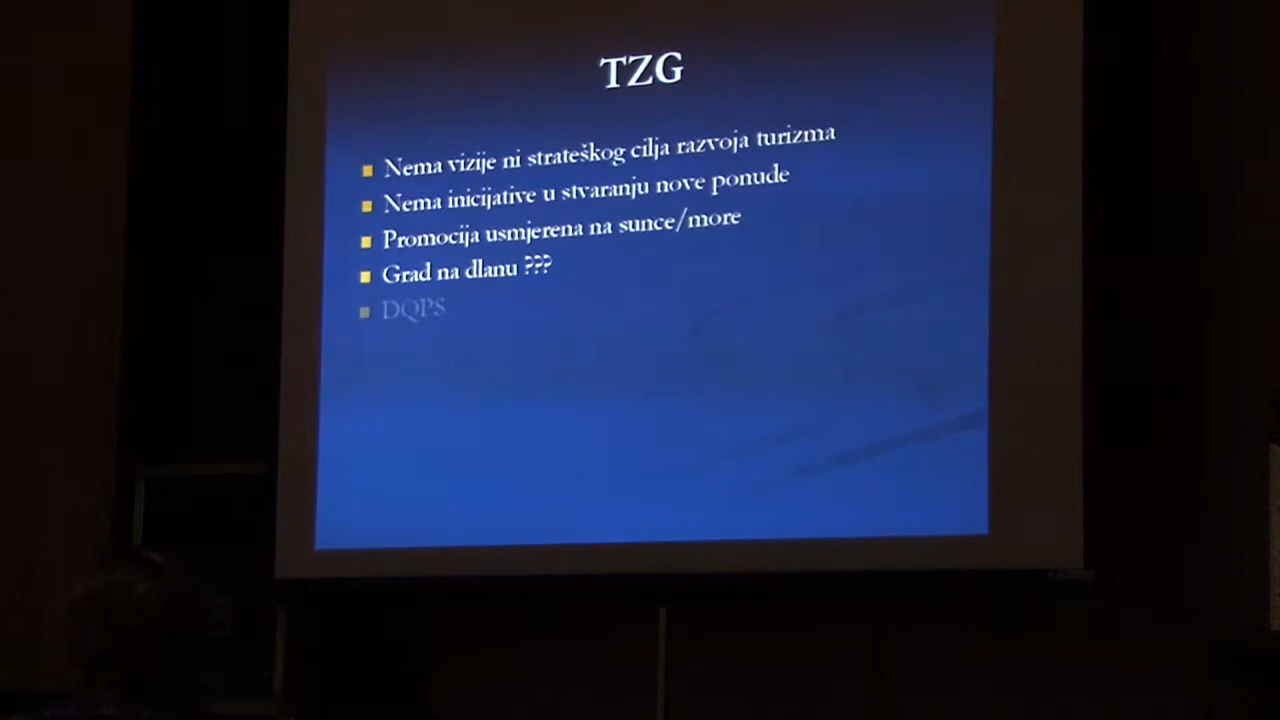 TZG
Nema vizije ni strateškog cilja razvoja turizma
Nema inicijative u stvaranju nove ponude
Promocija usmjerena na sunce/more
Grad na dlanu ???
DQPS